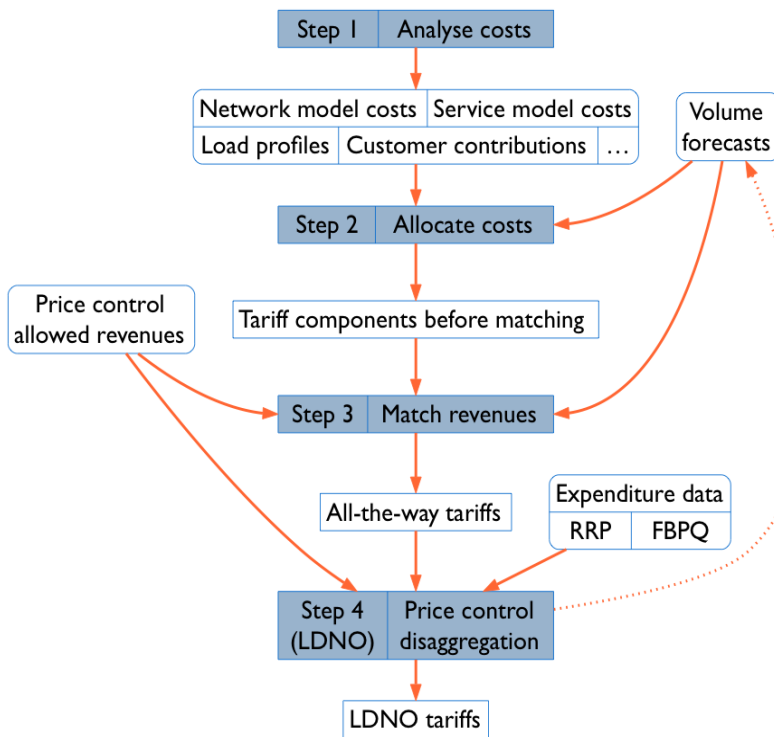 Step 1 Analyse costs
Network model costs Service model costs
Load profiles Customer contributions ...
Volume
forecasts
Step 2 Allocate costs
Price control
allowed revenues
Tariff components before matching
Step 3 Match revenues
All-the-way tariffs
Expenditure data
RRP FBPQ
Step 4
(LDNO)
Price control
disaggregation
LDNO tariffs